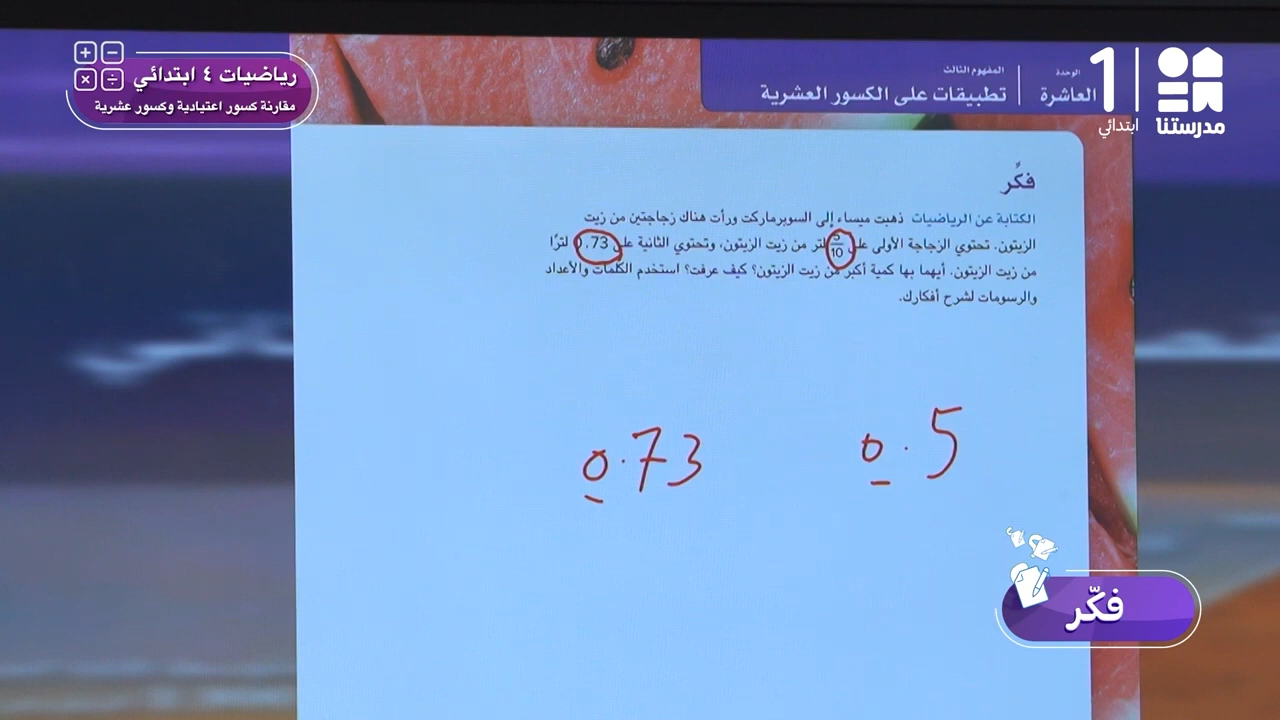 رياضيات ٤ ابتدائي
مقارنة كسور اعتيادية وكسور عشرية
1
ابتدائي
مدرستنا
الوحدة
العاشرة
المفهوم الثالث
تطبيقات على الكسور العشرية
فكِّر
الكتابة عن الرياضيات ذهبت ميساء إلى السوبرماركت ورأت هناك زجاجتين من زيت
الزيتون. تحتوي الزجاجة الأولى على 5/10 لتر من زيت الزيتون، وتحتوي الثانية على 0.73 لترًا
من زيت الزيتون. أيهما بها كمية أكبر من زيت الزيتون؟ كيف عرفت؟ استخدم الكلمات والأعداد
والرسومات لشرح أفكارك.
0.73 0.5
فكّر